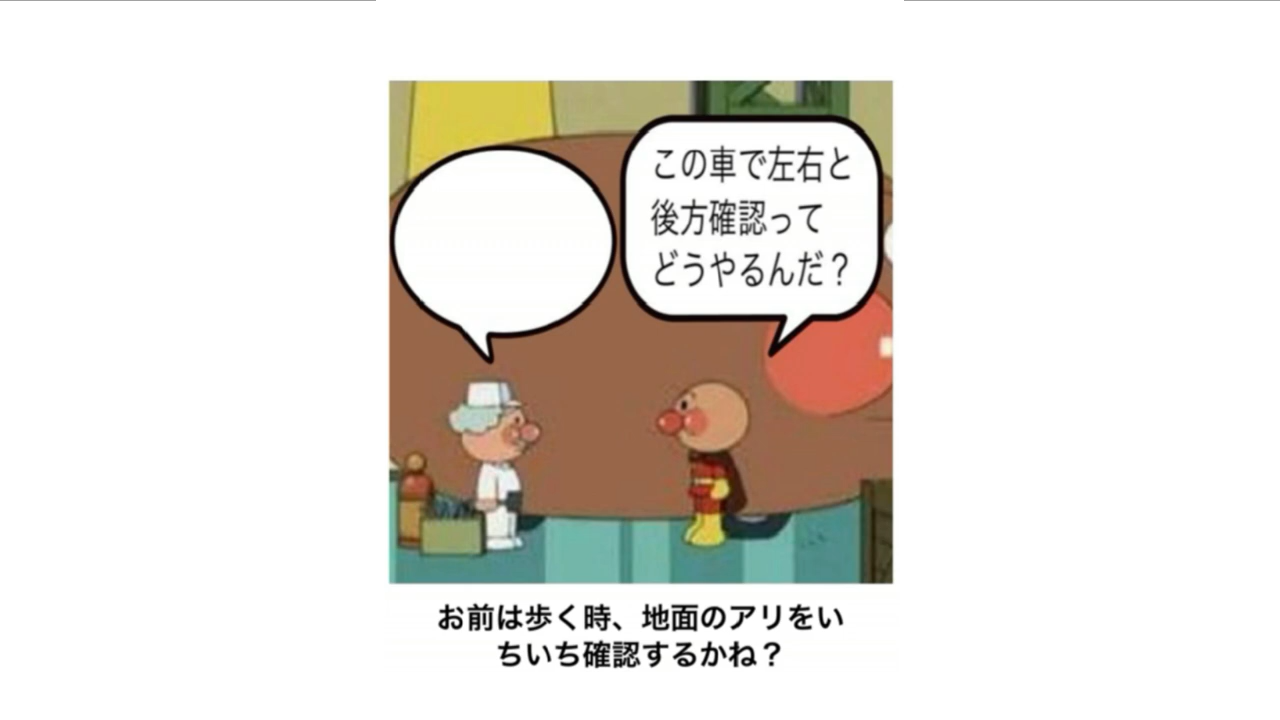 この車で左右と
後方確認って
どうやるんだ？
お前は歩く時、地面のアリをい
ちいち確認するかね？